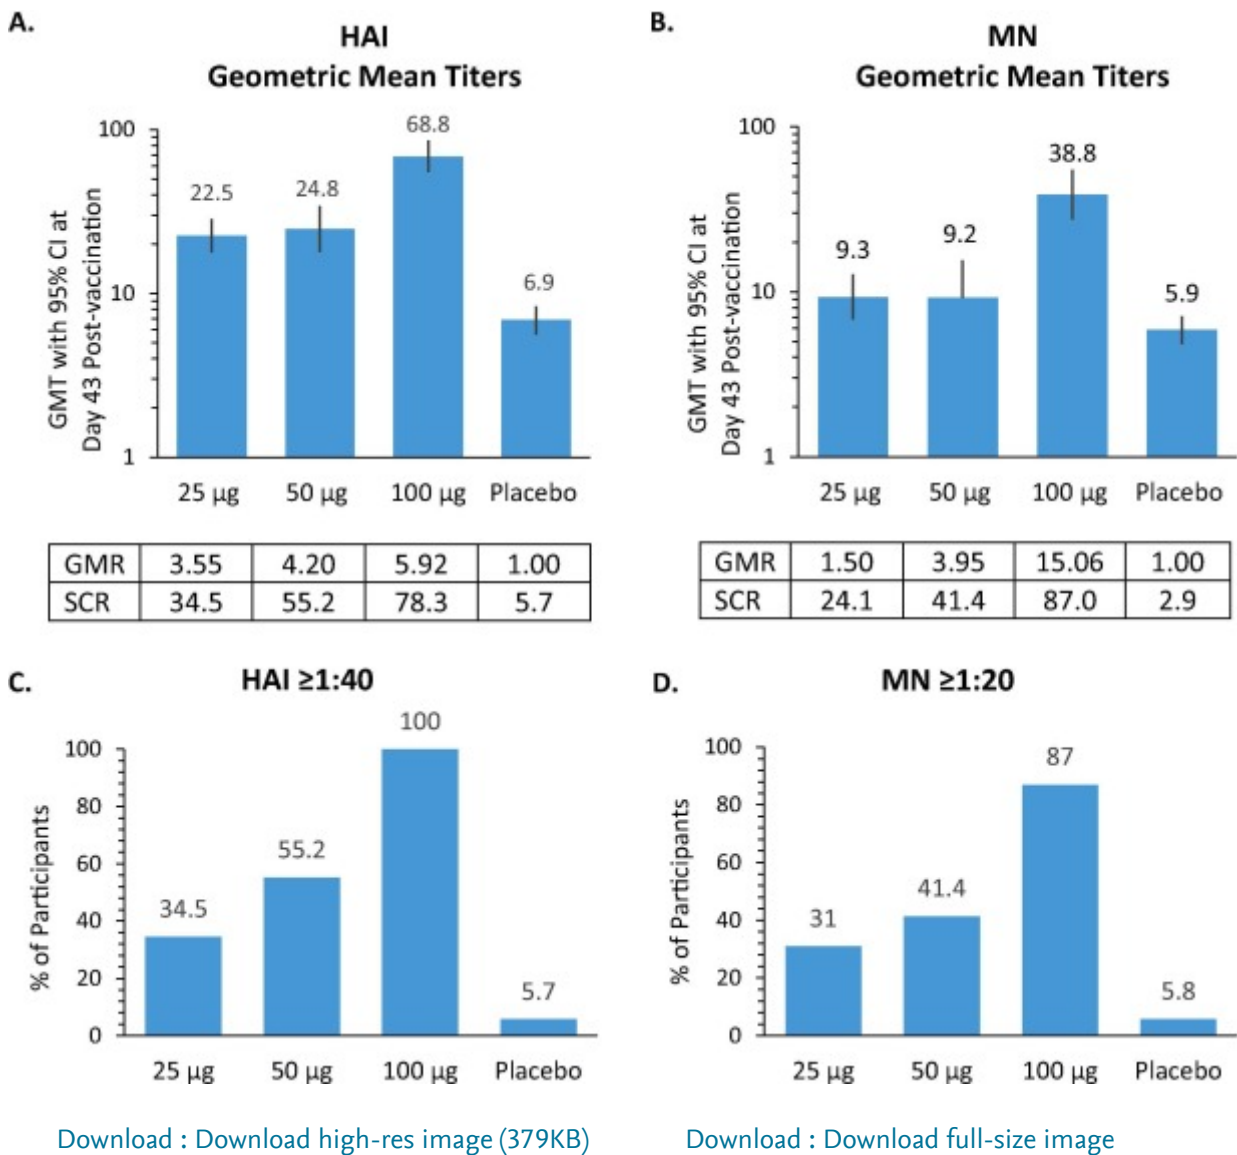 A.
HAI
Geometric Mean Titers
GMT with 95% CI at
Day 43 Post-vaccination
100
10
1
22.5
24.8
68.8
6.9
25 µg 50 µg 100 µg Placebo
GMR 3.55 4.20 5.92 1.00
SCR 34.5 55.2 78.3 5.7
B.
MN
Geometric Mean Titers
GMT with 95% CI at
Day 43 Post-vaccination
100
10
1
9.3
9.2
38.8
5.9
25 µg 50 µg 100 µg Placebo
GMR 1.50 3.95 15.06 1.00
SCR 24.1 41.4 87.0 2.9
C.
HAI ≥1:40
% of Participants
100
80
60
40
20
0
34.5
55.2
100
5.7
25 µg 50 µg 100 µg Placebo
D.
MN ≥1:20
% of Participants
100
80
60
40
20
0
31
41.4
87
5.8
25 µg 50 µg 100 µg Placebo
Download : Download high-res image (379KB)
Download : Download full-size image